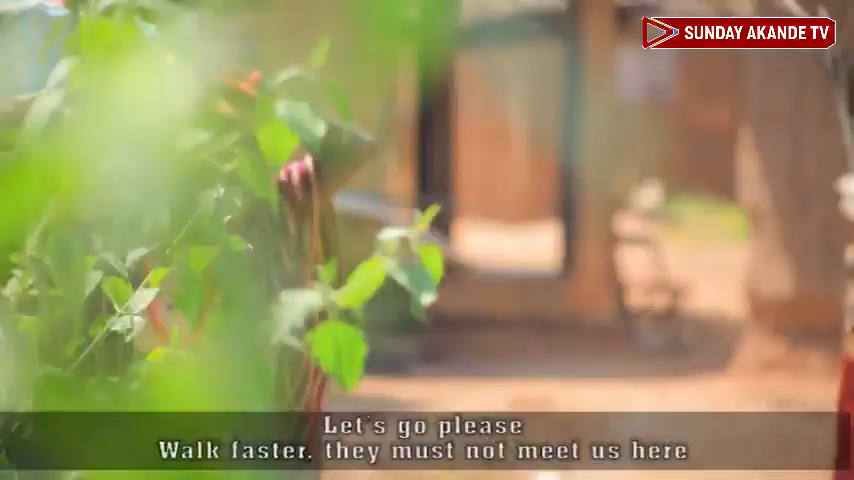 SUNDAY AKANDE TV
Let's go please
Walk faster, they must not meet us here